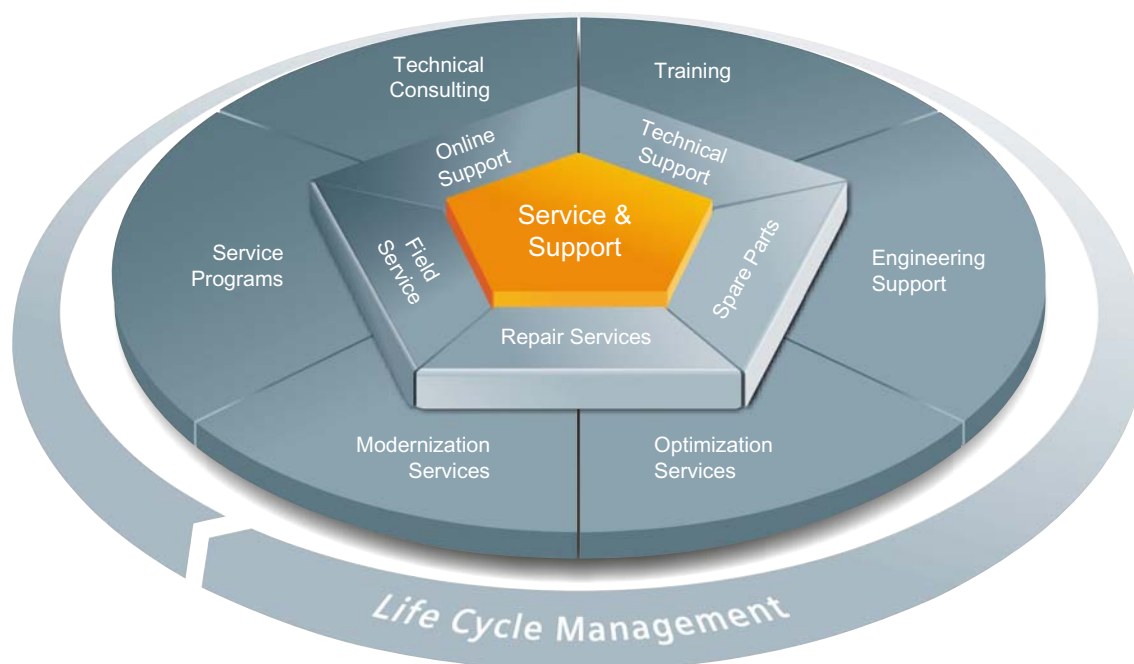 Technical
Consulting
Training
Online
Support
Technical
Support
Service &
Support
Service
Programs
Field
Service
Spare Parts
Engineering
Support
Repair Services
Modernization
Services
Optimization
Services
Life Cycle Management